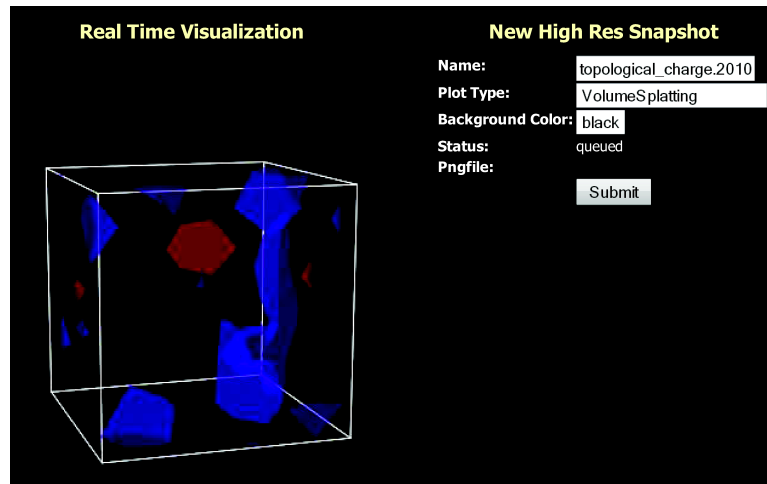 Real Time Visualization
New High Res Snapshot
Name: topological_charge.2010
Plot Type: VolumeSplatting
Background Color: black
Status: queued
Pngfile:
Submit